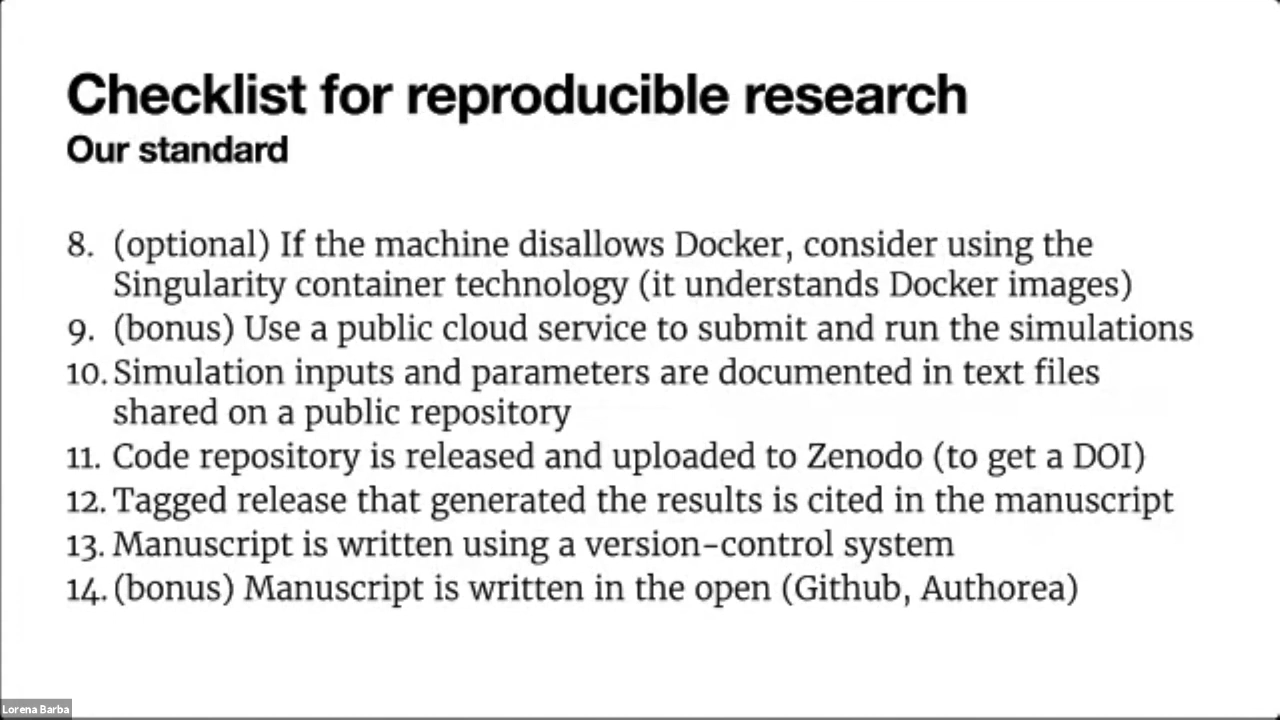 Checklist for reproducible research
Our standard
8. (optional) If the machine disallows Docker, consider using the
Singularity container technology (it understands Docker images)
9. (bonus) Use a public cloud service to submit and run the simulations
10. Simulation inputs and parameters are documented in text files
shared on a public repository
11. Code repository is released and uploaded to Zenodo (to get a DOI)
12. Tagged release that generated the results is cited in the manuscript
13. Manuscript is written using a version-control system
14. (bonus) Manuscript is written in the open (Github, Authorea)
Lorena Barba